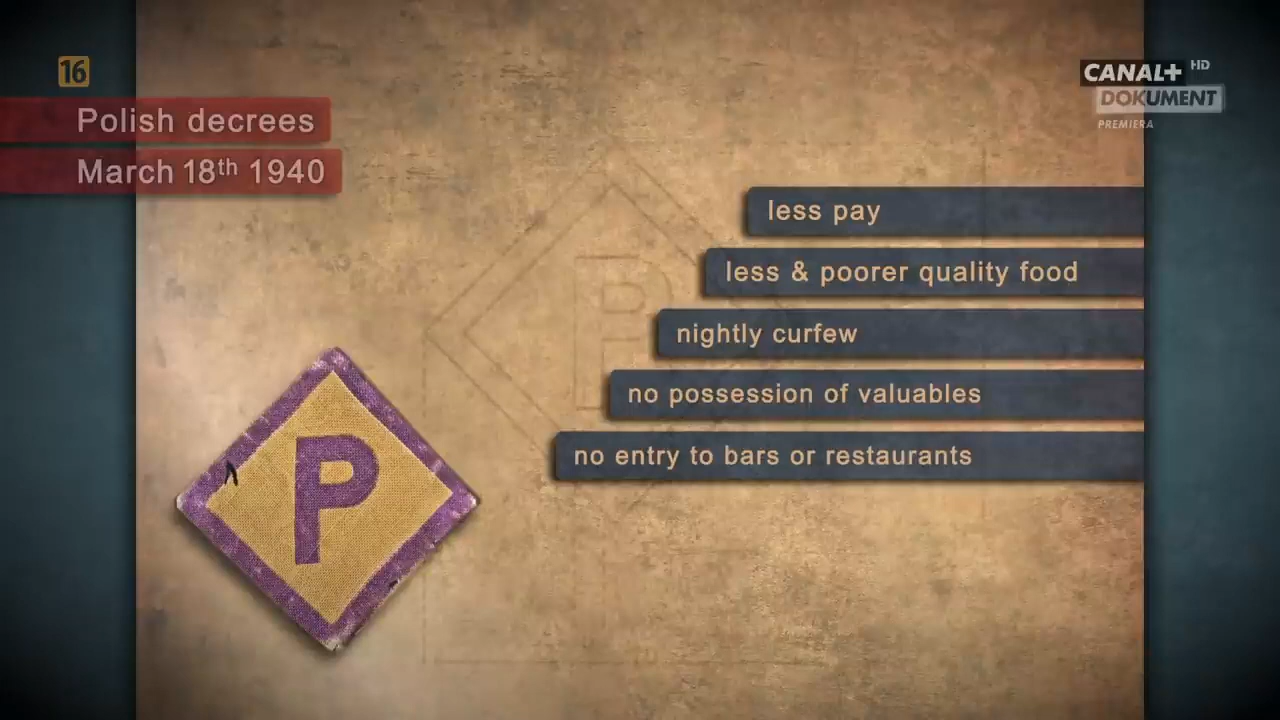 16
CANAL+ HD
DOKUMENT
PREMIERA
Polish decrees
March 18th 1940
less pay
less & poorer quality food
nightly curfew
no possession of valuables
no entry to bars or restaurants
P
P